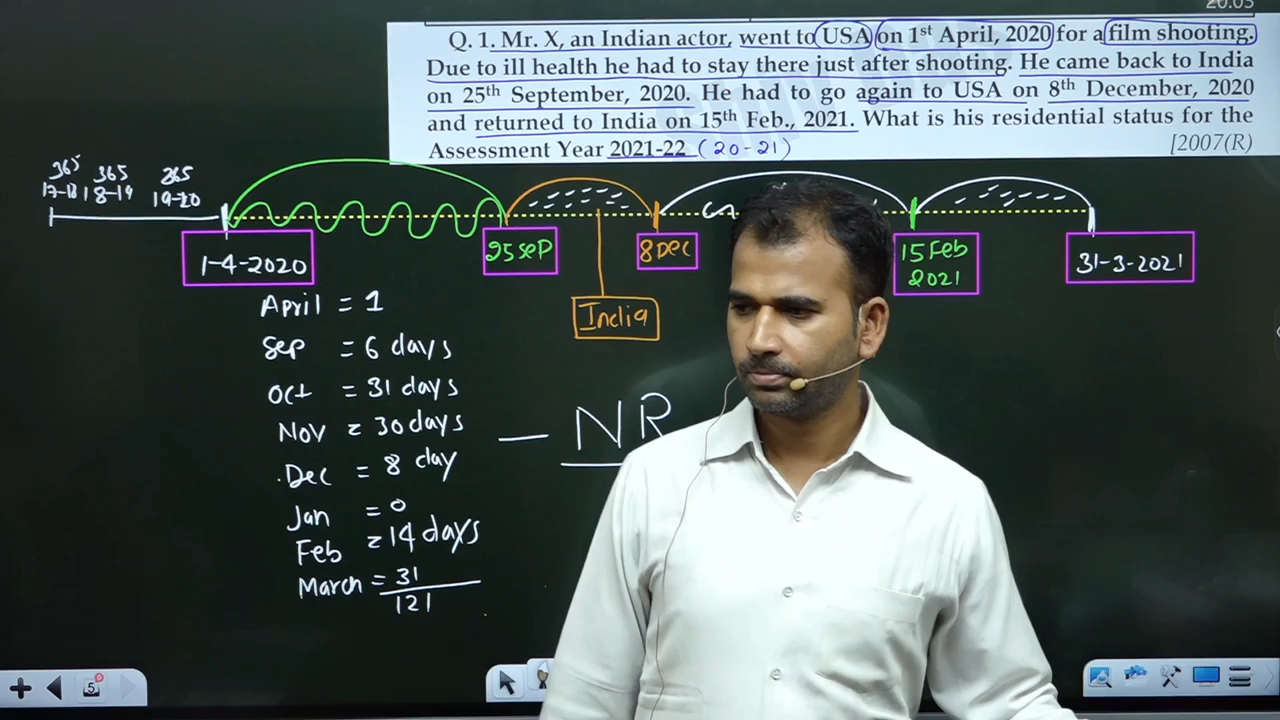 20:03
Q. 1. Mr. X, an Indian actor, went to USA on 1st April, 2020 for a film shooting.
Due to ill health he had to stay there just after shooting. He came back to India
on 25th September, 2020. He had to go again to USA on 8th December, 2020
and returned to India on 15th Feb., 2021. What is his residential status for the
Assessment Year 2021-22 (20-21) [2007(R)
365 365 365
17-18 18-19 19-20
1-4-2020
25 Sep
8 Dec
15 Feb
2021
31-3-2021
India
April = 1
Sep = 6 days
Oct = 31 days
Nov = 30 days
Dec = 8 day
Jan = 0
Feb = 14 days
March = 31
121
— NR
5